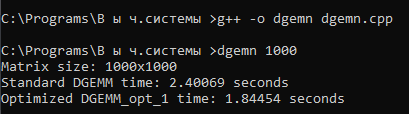 C:\Programs\В ы ч.системы >g++ -o dgemn dgemn.cpp
C:\Programs\В ы ч.системы >dgemn 1000
Matrix size: 1000x1000
Standard DGEMM time: 2.40069 seconds
Optimized DGEMM_opt_1 time: 1.84454 seconds